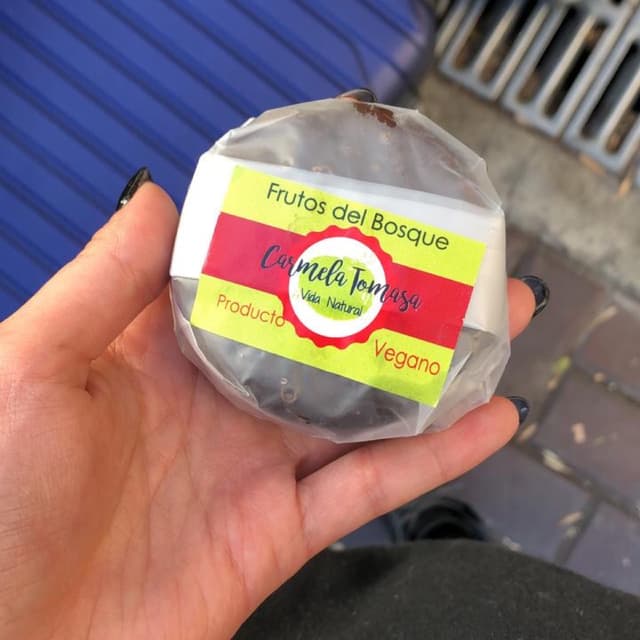 Frutos del Bosque
Carmela Tomasa
Vida Natural
Producto
Vegano